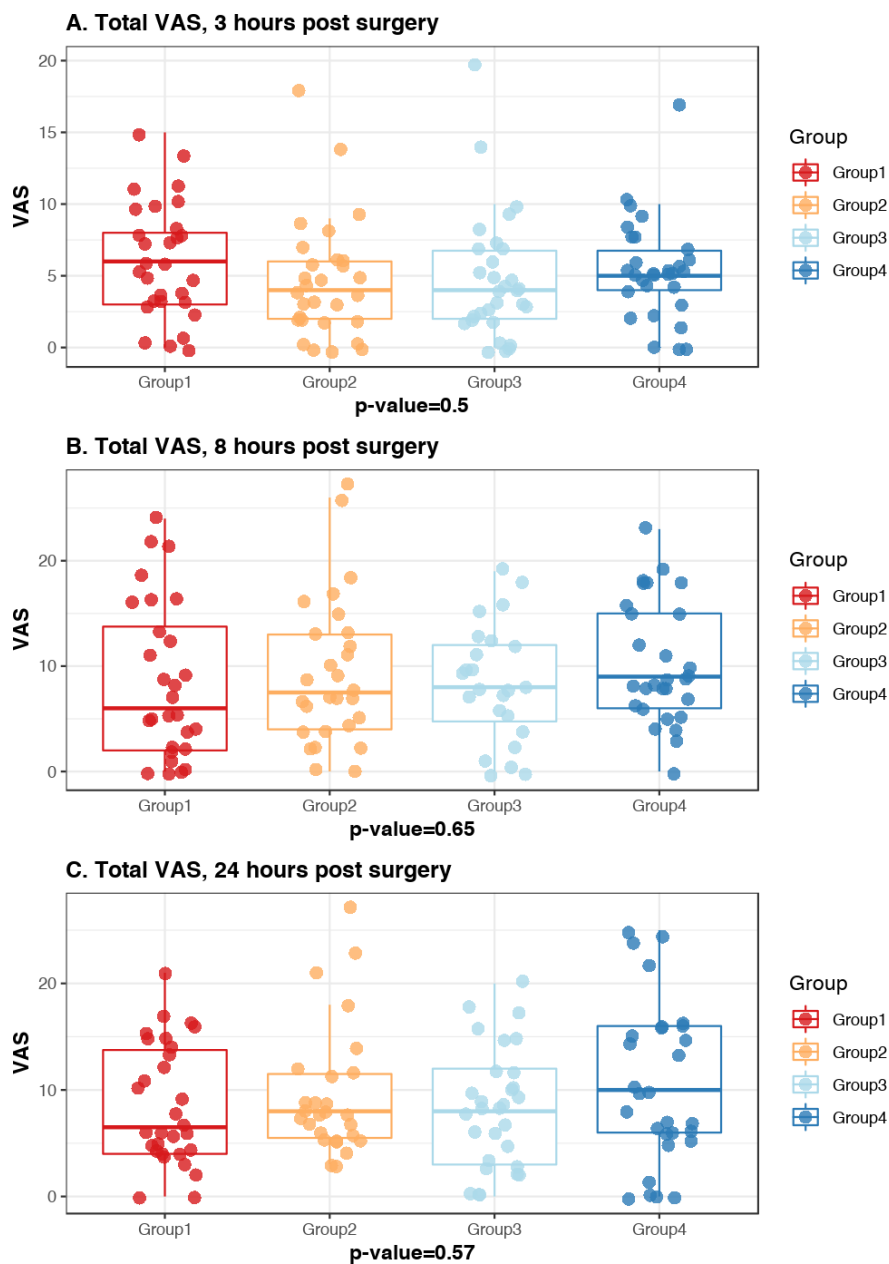 A. Total VAS, 3 hours post surgery
20
15
10
5
0
VAS
Group1 Group2 Group3 Group4
p-value=0.5
Group
Group1
Group2
Group3
Group4
B. Total VAS, 8 hours post surgery
20
10
0
VAS
Group1 Group2 Group3 Group4
p-value=0.65
Group
Group1
Group2
Group3
Group4
C. Total VAS, 24 hours post surgery
20
10
0
VAS
Group1 Group2 Group3 Group4
p-value=0.57
Group
Group1
Group2
Group3
Group4